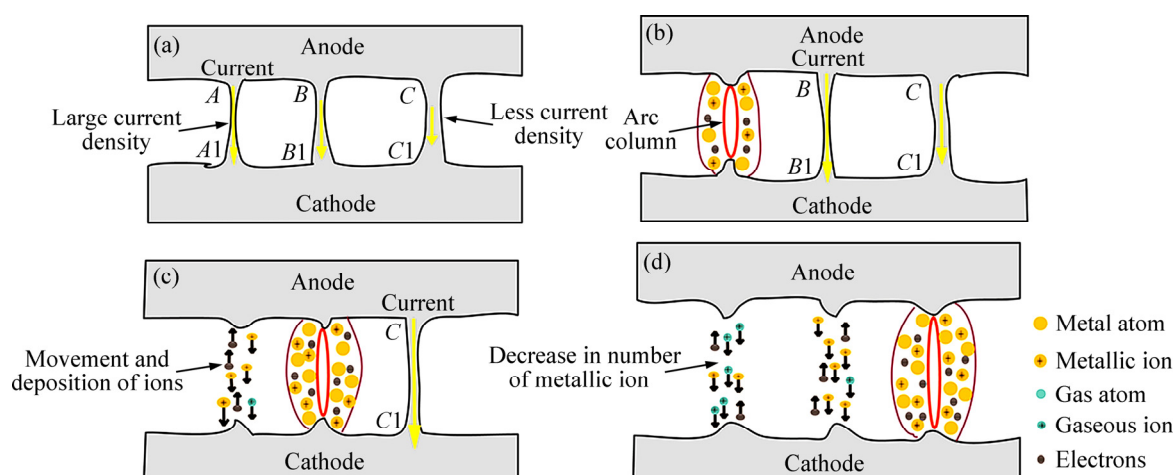 (a)
Anode
Current
A
B
C
Large current
density
Less current
density
A1
B1
C1
Cathode
(b)
Anode
Current
B
C
Arc
column
B1
C1
Cathode
(c)
Anode
Current
C
Movement and
deposition of ions
C1
Cathode
(d)
Anode
Decrease in number
of metallic ion
Cathode
Metal atom
Metallic ion
Gas atom
Gaseous ion
Electrons